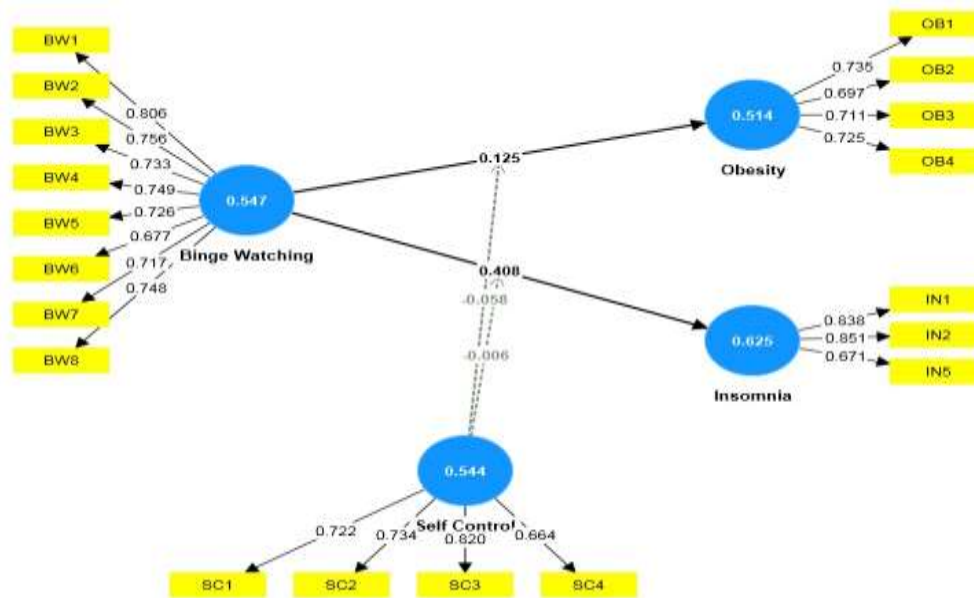 BW1
BW2
BW3
BW4
BW5
BW6
BW7
BW8
0.806
0.756
0.733
0.749
0.726
0.677
0.717
0.748
0.547
Binge Watching
0.125
0.408
-0.058
-0.006
0.514
Obesity
0.735
0.697
0.711
0.725
OB1
OB2
OB3
OB4
0.625
Insomnia
0.838
0.851
0.671
IN1
IN2
IN5
0.544
Self Control
0.722
0.734
0.820
0.664
SC1
SC2
SC3
SC4